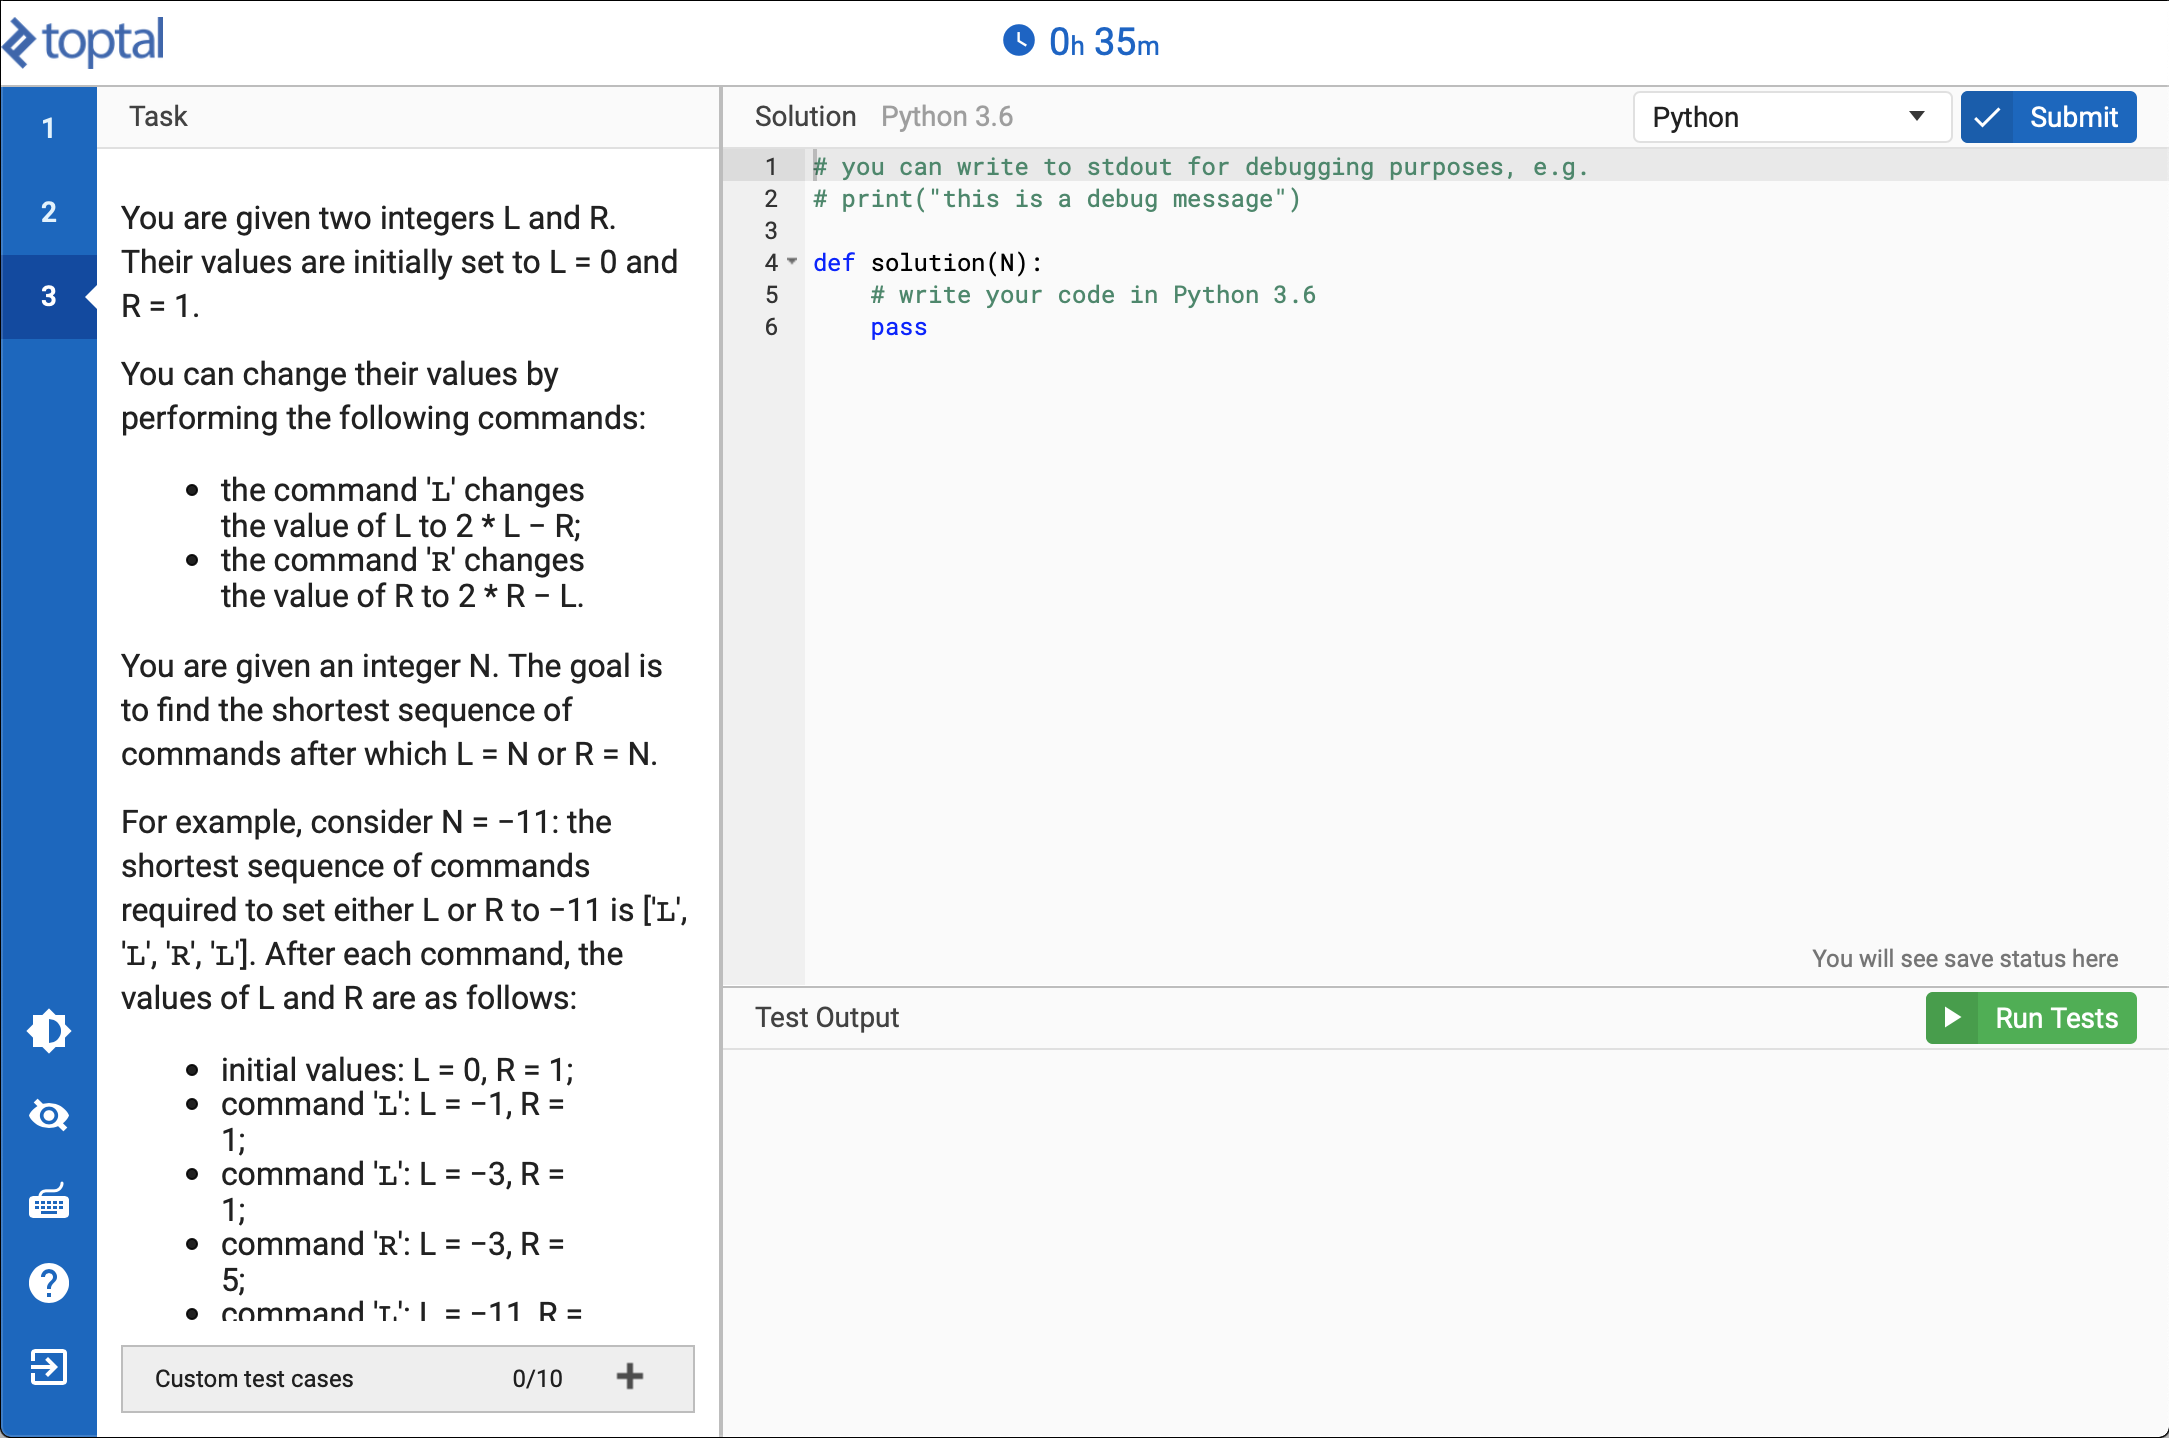 toptal
0h 35m
1
2
3
Task
You are given two integers L and R.
Their values are initially set to L = 0 and
R = 1.
You can change their values by
performing the following commands:
• the command 'L' changes
the value of L to 2 * L − R;
• the command 'R' changes
the value of R to 2 * R − L.
You are given an integer N. The goal is
to find the shortest sequence of
commands after which L = N or R = N.
For example, consider N = −11: the
shortest sequence of commands
required to set either L or R to −11 is ['L',
'L', 'R', 'L']. After each command, the
values of L and R are as follows:
• initial values: L = 0, R = 1;
• command 'L': L = −1, R =
1;
• command 'L': L = −3, R =
1;
• command 'R': L = −3, R =
5;
• command 'L': L = −11, R =
Custom test cases 0/10 +
Solution Python 3.6
Python
Submit
1 # you can write to stdout for debugging purposes, e.g.
2 # print("this is a debug message")
3
4 def solution(N):
5 # write your code in Python 3.6
6 pass
You will see save status here
Test Output
Run Tests